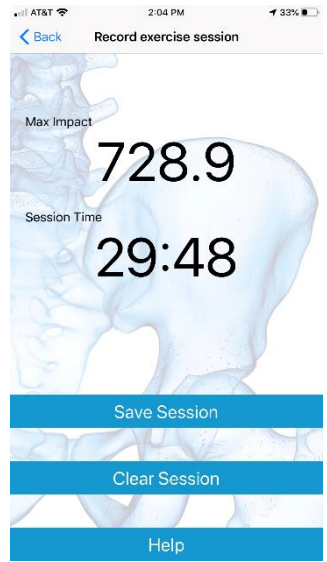 AT&T 2:04 PM 33%
Back Record exercise session
Max Impact
728.9
Session Time
29:48
Save Session
Clear Session
Help